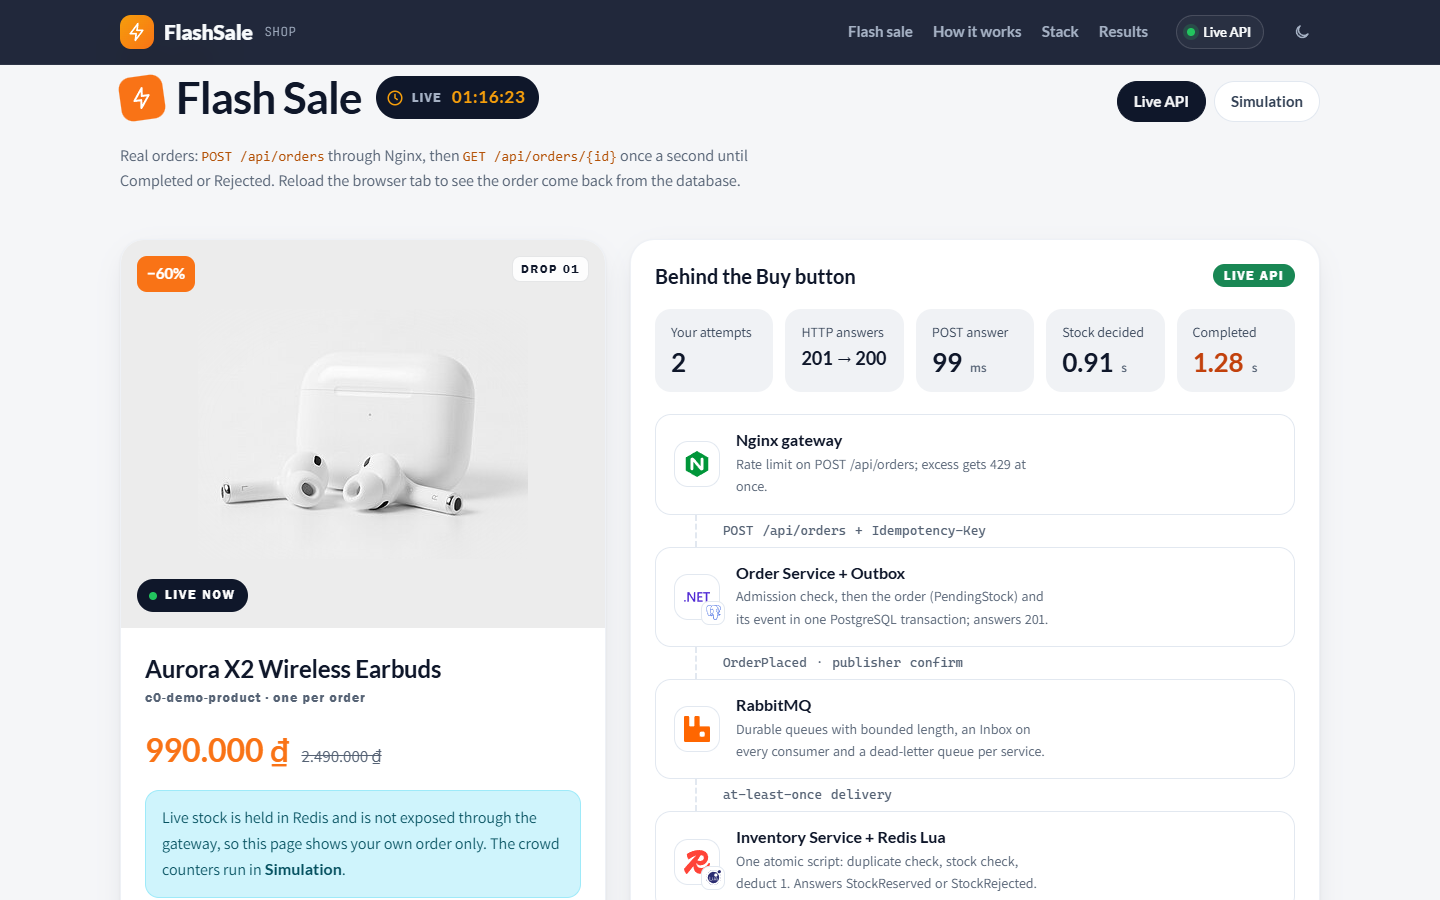 FlashSale SHOP
Flash sale How it works Stack Results Live API
Flash Sale LIVE 01:16:23
Live API Simulation
Real orders: POST /api/orders through Nginx, then GET /api/orders/{id} once a second until
Completed or Rejected. Reload the browser tab to see the order come back from the database.
−60%
DROP 01
LIVE NOW
Aurora X2 Wireless Earbuds
c0-demo-product · one per order
990.000 ₫ 2.490.000 ₫
Live stock is held in Redis and is not exposed through the
gateway, so this page shows your own order only. The crowd
counters run in Simulation.
Behind the Buy button
LIVE API
Your attempts
2
HTTP answers
201 → 200
POST answer
99 ms
Stock decided
0.91 s
Completed
1.28 s
Nginx gateway
Rate limit on POST /api/orders; excess gets 429 at
once.
POST /api/orders + Idempotency-Key
.NET
Order Service + Outbox
Admission check, then the order (PendingStock) and
its event in one PostgreSQL transaction; answers 201.
OrderPlaced · publisher confirm
RabbitMQ
Durable queues with bounded length, an Inbox on
every consumer and a dead-letter queue per service.
at-least-once delivery
Inventory Service + Redis Lua
One atomic script: duplicate check, stock check,
deduct 1. Answers StockReserved or StockRejected.